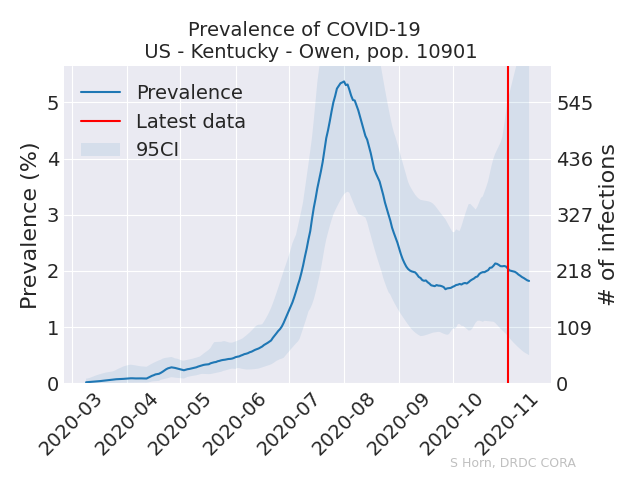 Prevalence of COVID-19
US - Kentucky - Owen, pop. 10901
Prevalence
Latest data
95CI
Prevalence (%)
5
4
3
2
1
0
545
436
327
218
109
0
# of infections
2020-03
2020-04
2020-05
2020-06
2020-07
2020-08
2020-09
2020-10
2020-11
S Horn, DRDC CORA